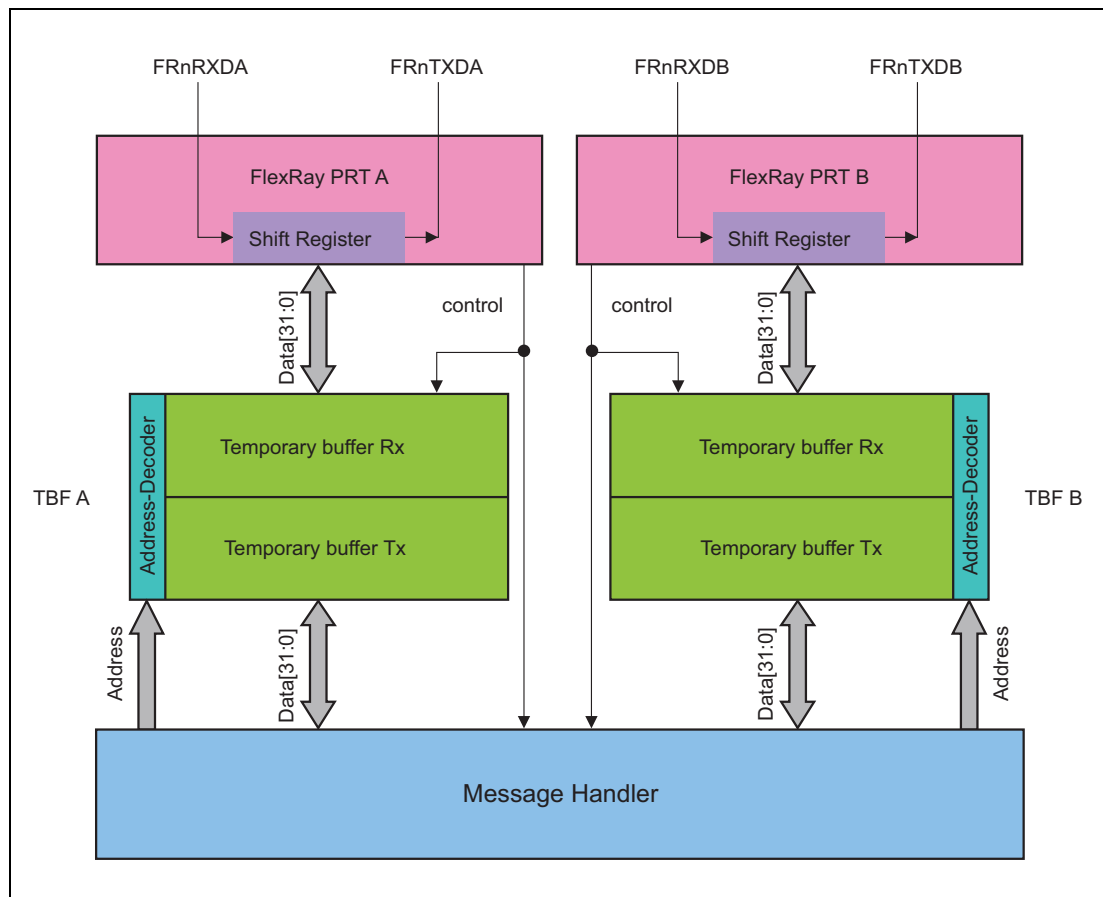 FRnRXDA
FRnTXDA
FRnRXDB
FRnTXDB
FlexRay PRT A
FlexRay PRT B
Shift Register
Shift Register
Data[31:0]
control
control
Data[31:0]
TBF A
Address-Decoder
Temporary buffer Rx
Temporary buffer Tx
Temporary buffer Rx
Temporary buffer Tx
Address-Decoder
TBF B
Address
Data[31:0]
Data[31:0]
Address
Message Handler